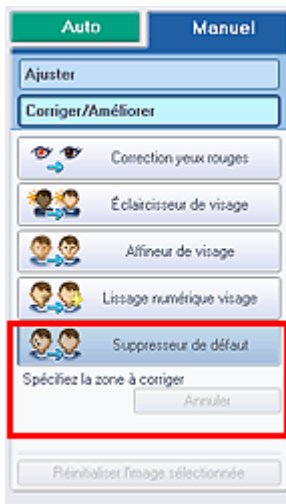 Auto Manuel
Ajuster
Corriger/Améliorer
Correction yeux rouges
Éclaircisseur de visage
Affineur de visage
Lissage numérique visage
Suppresseur de défaut
Spécifiez la zone à corriger
Annuler
Réinitialiser l'image sélectionnée